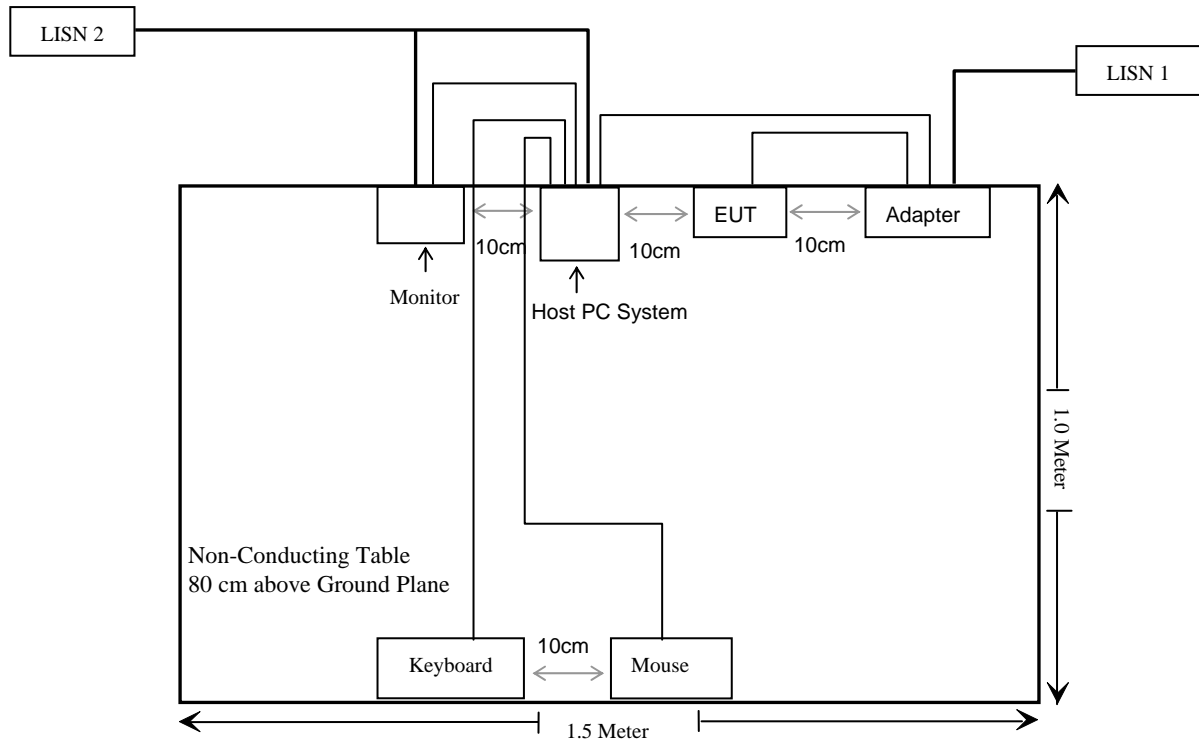 LISN 2
LISN 1
EUT
Adapter
10cm
10cm
10cm
Monitor
Host PC System
1.0 Meter
Non-Conducting Table
80 cm above Ground Plane
10cm
Keyboard
Mouse
1.5 Meter